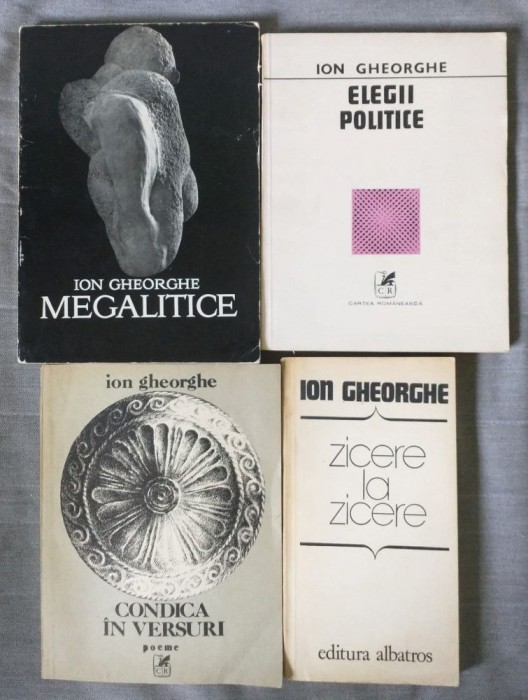 ION GHEORGHE
MEGALITICE
ION GHEORGHE
ELEGII
POLITICE
CR
CARTEA ROMÂNEASCĂ
ion gheorghe
CONDICA
ÎN VERSURI
poeme
CR
ION GHEORGHE
zicere
la
zicere
editura albatros